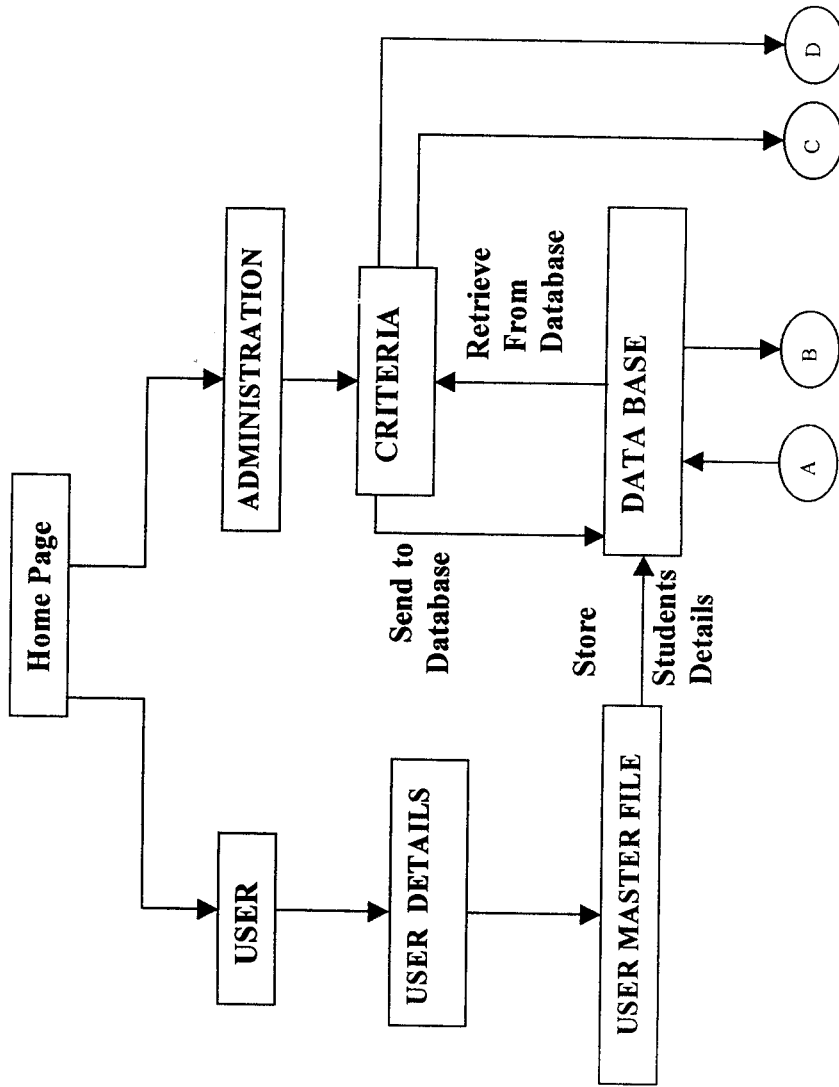 Home Page
USER
ADMINISTRATION
USER DETAILS
CRITERIA
Send to
Database
Retrieve
From
Database
USER MASTER FILE
Store
Students
Details
DATA BASE
A
B
C
D